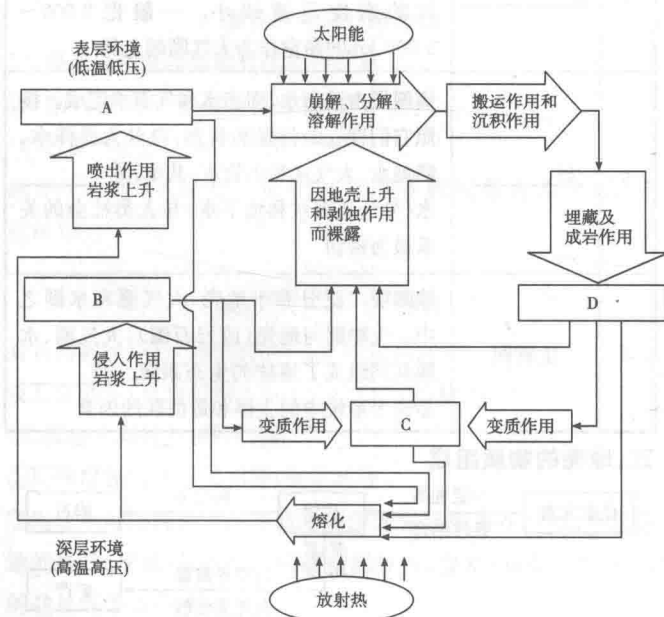 太阳能
表层环境
(低温低压)
A
崩解、分解、
溶解作用
搬运作用和
沉积作用
喷出作用
岩浆上升
因地壳上升
和剥蚀作用
而裸露
埋藏及
成岩作用
B
D
侵入作用
岩浆上升
变质作用
C
变质作用
熔化
深层环境
(高温高压)
放射热